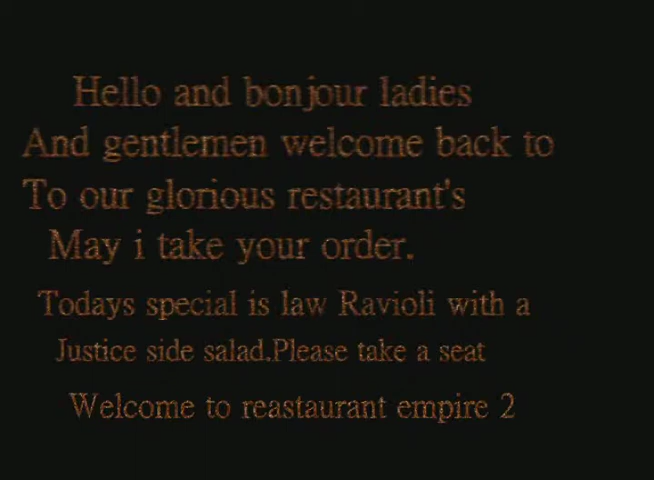 Hello and bonjour ladies
And gentlemen welcome back to
To our glorious restaurant's
May i take your order.
Todays special is law Ravioli with a
Justice side salad.Please take a seat
Welcome to reastaurant empire 2